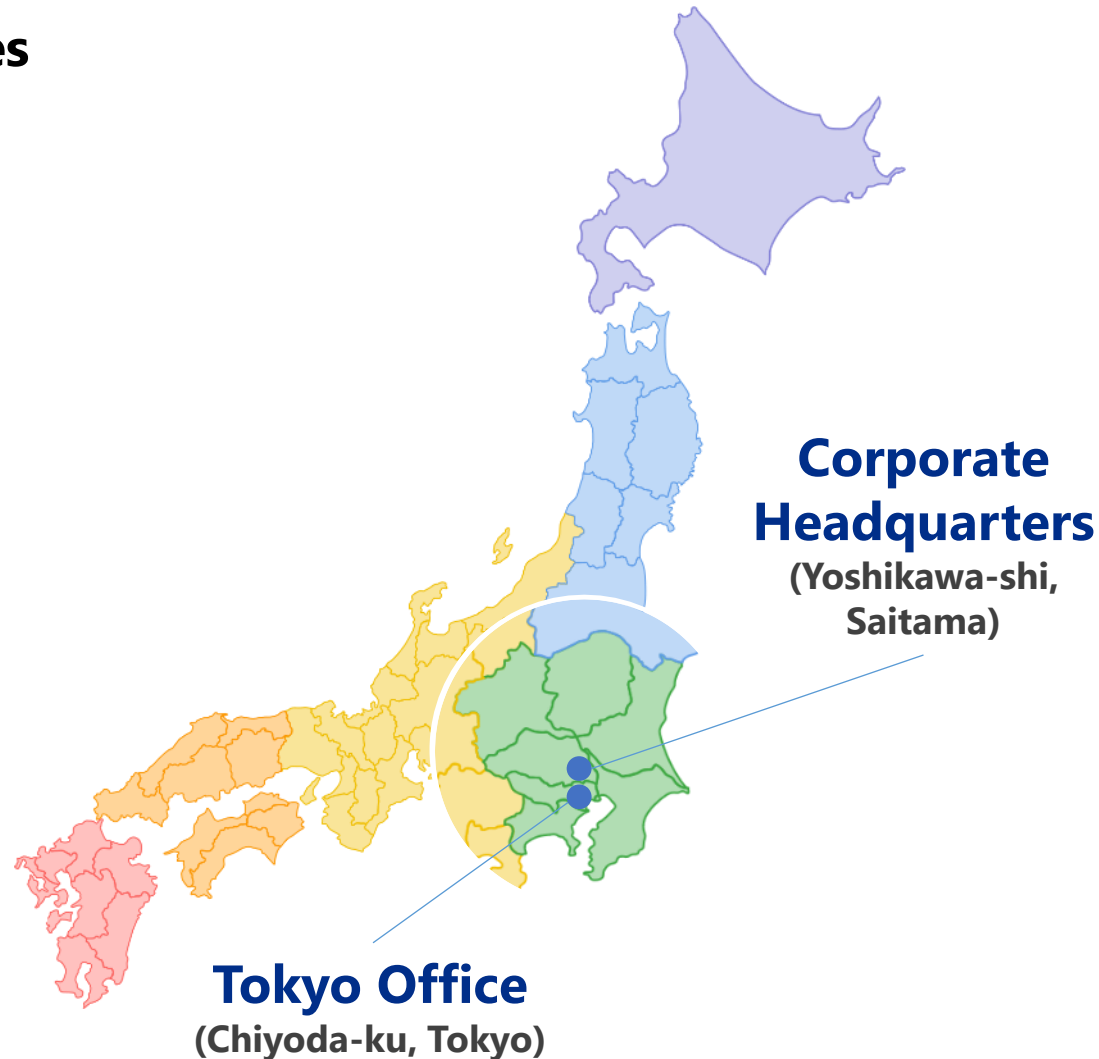 es
Corporate
Headquarters
(Yoshikawa-shi,
Saitama)
Tokyo Office
(Chiyoda-ku, Tokyo)